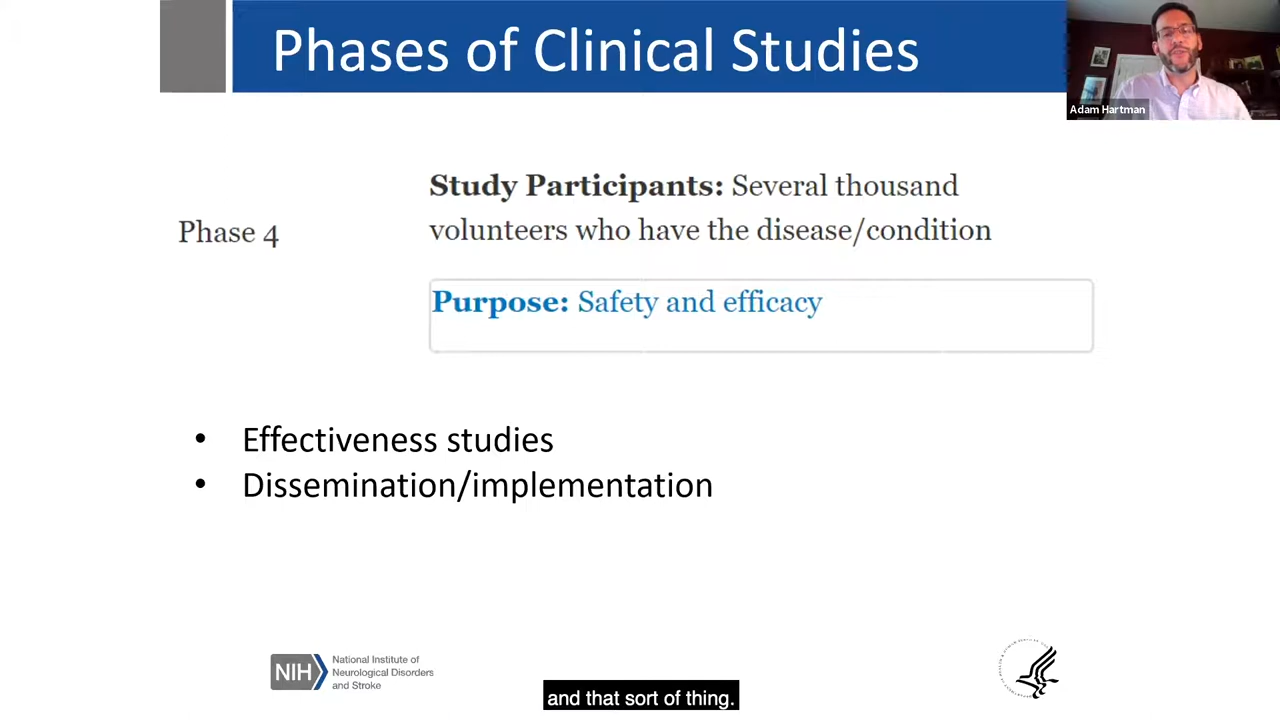 Phases of Clinical Studies
Adam Hartman
Study Participants: Several thousand
volunteers who have the disease/condition
Phase 4
Purpose: Safety and efficacy
• Effectiveness studies
• Dissemination/implementation
NIH
National Institute of
Neurological Disorders
and Stroke
and that sort of thing.